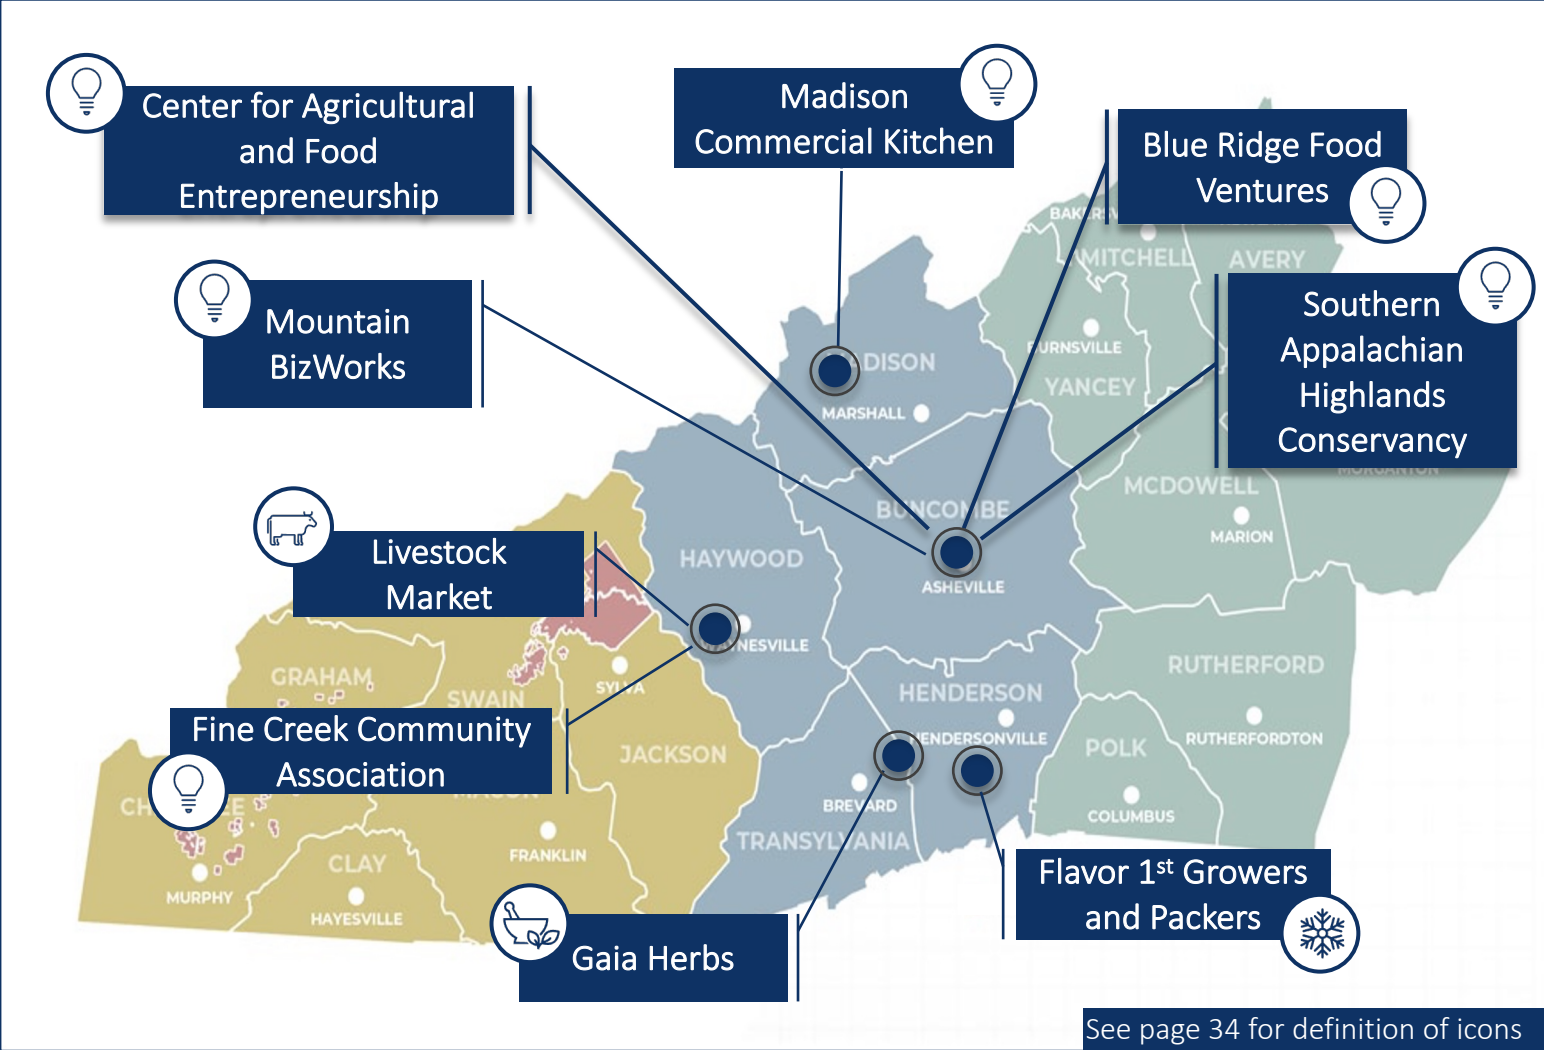 Center for Agricultural
and Food
Entrepreneurship
Madison
Commercial Kitchen
Blue Ridge Food
Ventures
Mountain
BizWorks
Southern
Appalachian
Highlands
Conservancy
MITCHELL
AVERY
BURNSVILLE
YANCEY
MARSHALL
BUNCOMBE
MCDOWELL
MARION
ASHEVILLE
HAYWOOD
Livestock
Market
GRAHAM
SWAIN
SYLVA
HENDERSON
RUTHERFORD
Fine Creek Community
Association
JACKSON
HENDERSONVILLE
POLK
RUTHERFORDTON
BREVARD
COLUMBUS
TRANSYLVANIA
FRANKLIN
CLAY
MURPHY
HAYESVILLE
Flavor 1st Growers
and Packers
Gaia Herbs
See page 34 for definition of icons